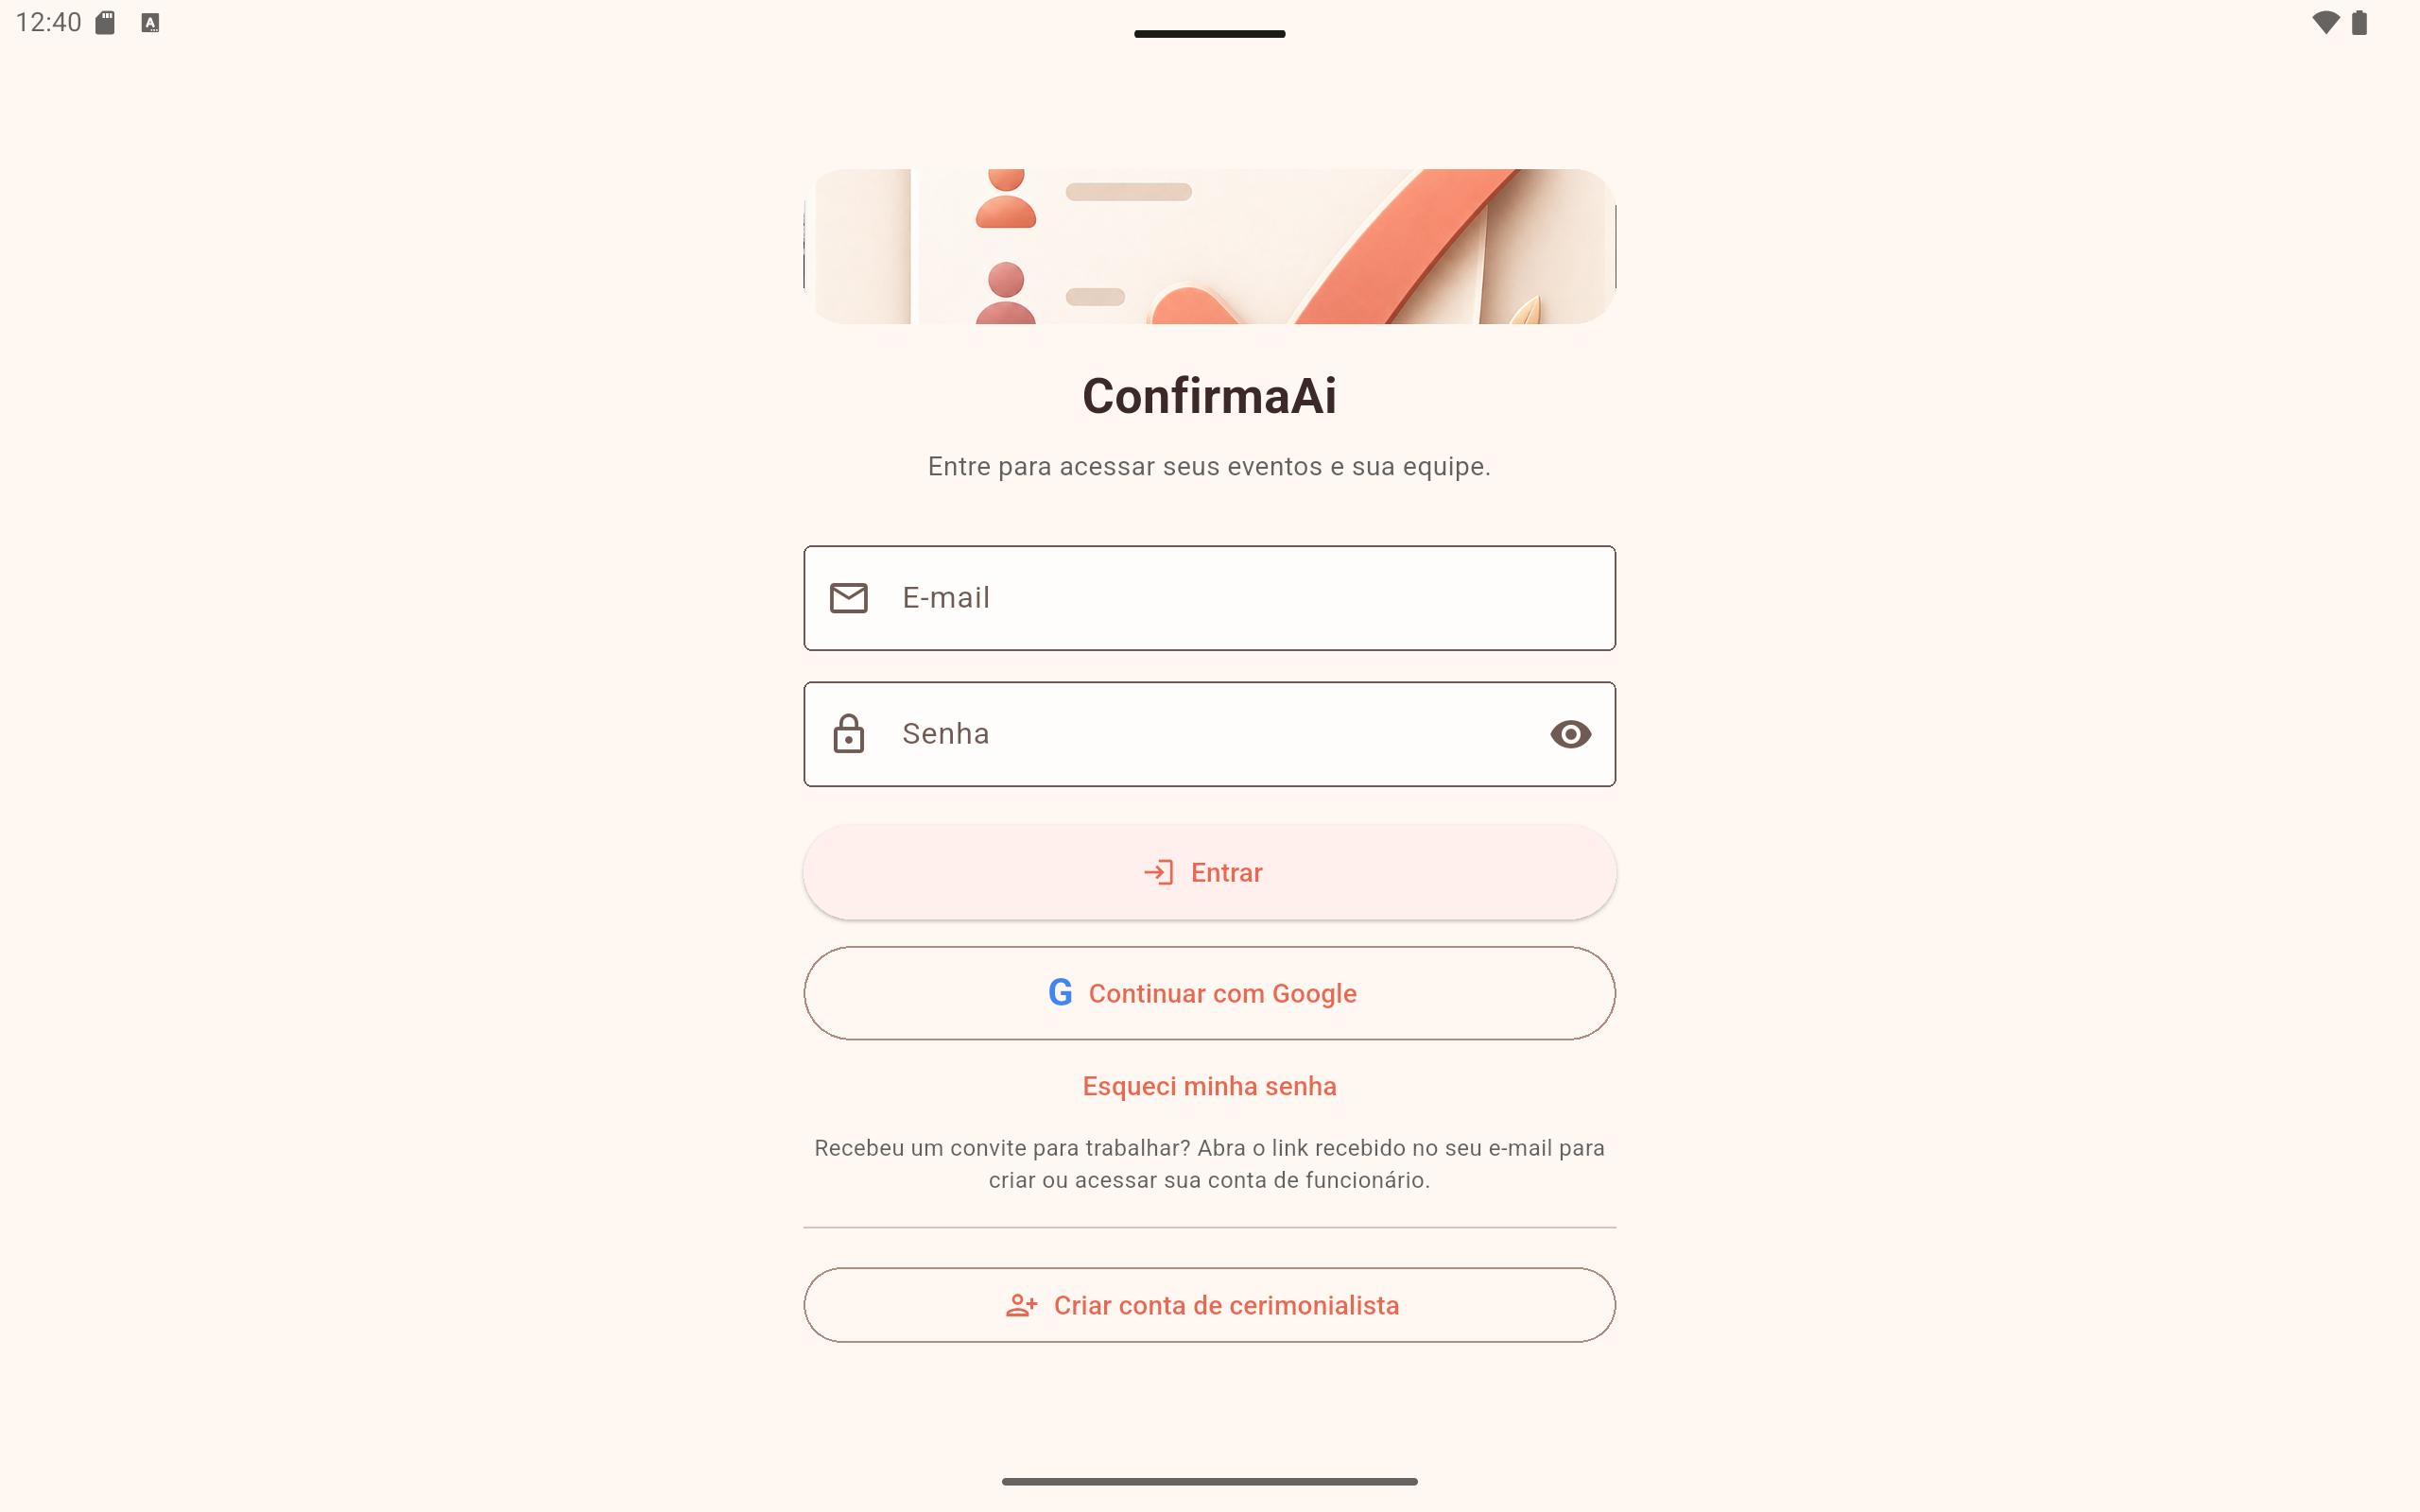 12:40
ConfirmaAi
Entre para acessar seus eventos e sua equipe.
E-mail
Senha
Entrar
G Continuar com Google
Esqueci minha senha
Recebeu um convite para trabalhar? Abra o link recebido no seu e-mail para
criar ou acessar sua conta de funcionário.
Criar conta de cerimonialista